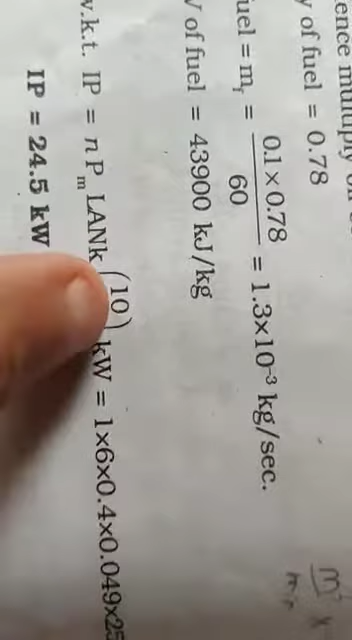 ence multiply
y of fuel = 0.78
uel = m_f = 0.1 × 0.78 / 60 = 1.3×10⁻³ kg/sec.
V of fuel = 43900 kJ/kg
w.k.t. IP = n P_m LANk (10) kW = 1×6×0.4×0.049×25
IP = 24.5 kW